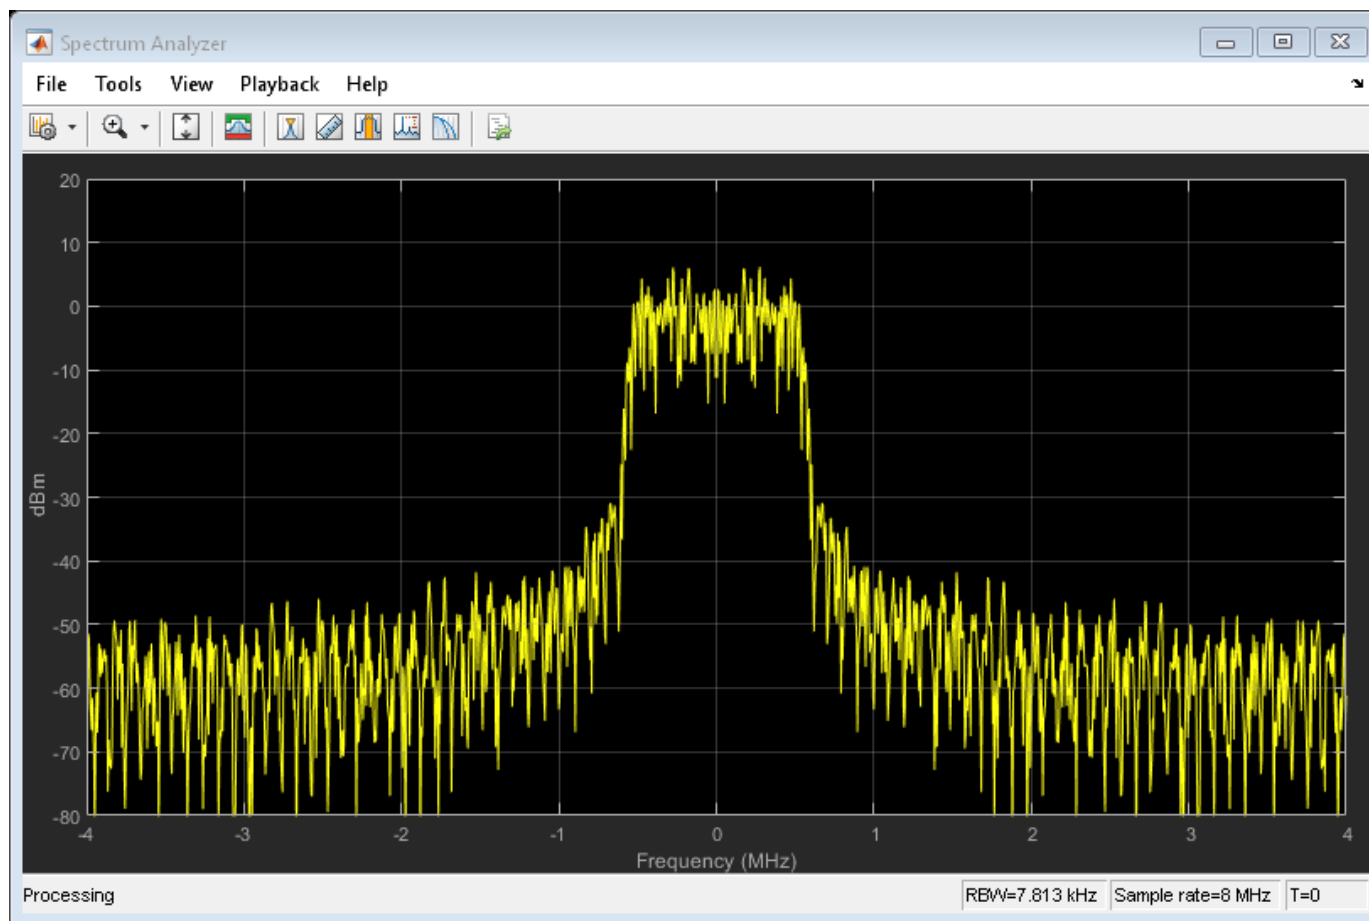 Spectrum Analyzer
File Tools View Playback Help
20
10
0
-10
-20
-30
-40
-50
-60
-70
-80
dBm
-4 -3 -2 -1 0 1 2 3 4
Frequency (MHz)
Processing RBW=7.813 kHz Sample rate=8 MHz T=0